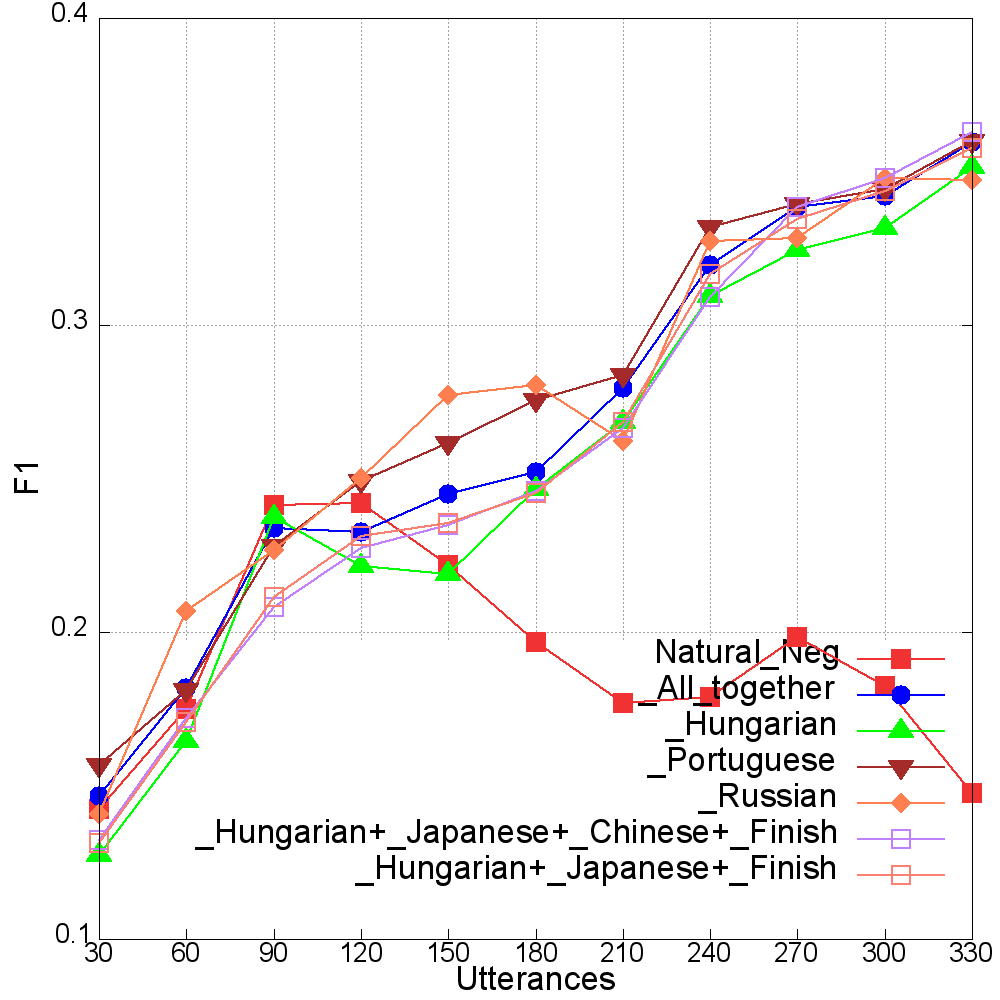 0.4
0.3
0.2
0.1
F1
Natural_Neg
_All_together
_Hungarian
_Portuguese
_Russian
_Hungarian+_Japanese+_Chinese+_Finish
_Hungarian+_Japanese+_Finish
30 60 90 120 150 180 210 240 270 300 330
Utterances